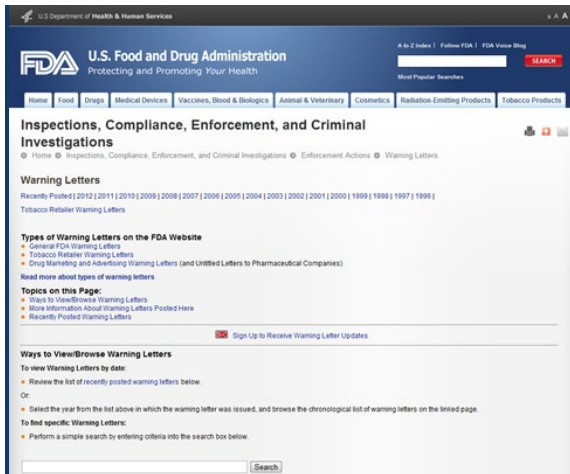 U.S. Department of Health & Human Services
a A A
FDA U.S. Food and Drug Administration
Protecting and Promoting Your Health
A to Z Index | Follow FDA | FDA Voice Blog
SEARCH
Most Popular Searches
Home Food Drugs Medical Devices Vaccines, Blood & Biologics Animal & Veterinary Cosmetics Radiation-Emitting Products Tobacco Products
Inspections, Compliance, Enforcement, and Criminal
Investigations
Home Inspections, Compliance, Enforcement, and Criminal Investigations Enforcement Actions Warning Letters
Warning Letters
Recently Posted | 2012 | 2011 | 2010 | 2009 | 2008 | 2007 | 2006 | 2005 | 2004 | 2003 | 2002 | 2001 | 2000 | 1999 | 1998 | 1997 | 1996 |
Tobacco Retailer Warning Letters
Types of Warning Letters on the FDA Website
General FDA Warning Letters
Tobacco Retailer Warning Letters
Drug Marketing and Advertising Warning Letters (and Untitled Letters to Pharmaceutical Companies)
Read more about types of warning letters
Topics on this Page:
Ways to View/Browse Warning Letters
More Information About Warning Letters Posted Here
Recently Posted Warning Letters
Sign Up to Receive Warning Letter Updates
Ways to View/Browse Warning Letters
To view Warning Letters by date:
Review the list of recently posted warning letters below.
Or:
Select the year from the list above in which the warning letter was issued, and browse the chronological list of warning letters on the linked page.
To find specific Warning Letters:
Perform a simple search by entering criteria into the search box below.
Search